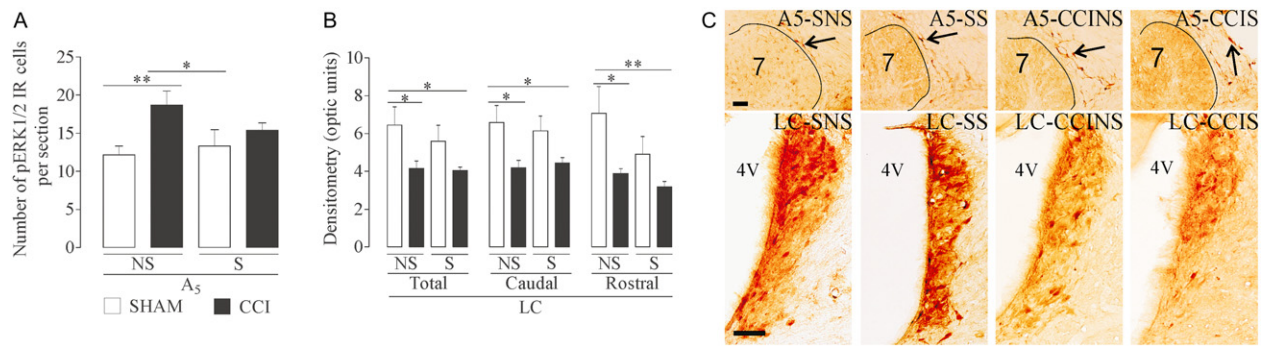 A
Number of pERK1/2 IR cells
per section
25
20
15
10
5
0
**
*
NS
S
A5
SHAM
CCI
B
Densitometry (optic units)
10
8
6
4
2
0
*
*
*
*
*
**
NS
S
NS
S
NS
S
Total
Caudal
Rostral
LC
C
A5-SNS
7
A5-SS
7
A5-CCINS
7
A5-CCIS
7
LC-SNS
4V
LC-SS
4V
LC-CCINS
4V
LC-CCIS
4V